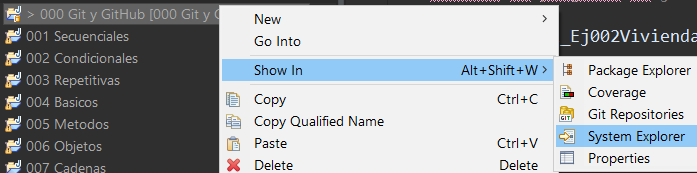 > 000 Git y GitHub [000 Git y G
001 Secuenciales
002 Condicionales
003 Repetitivas
004 Basicos
005 Metodos
006 Objetos
007 Cadenas
New
Go Into
Show In Alt+Shift+W >
Copy Ctrl+C
Copy Qualified Name
Paste Ctrl+V
Delete Delete
_Ej002Vivienda
Package Explorer
Coverage
GIT Git Repositories
System Explorer
Properties